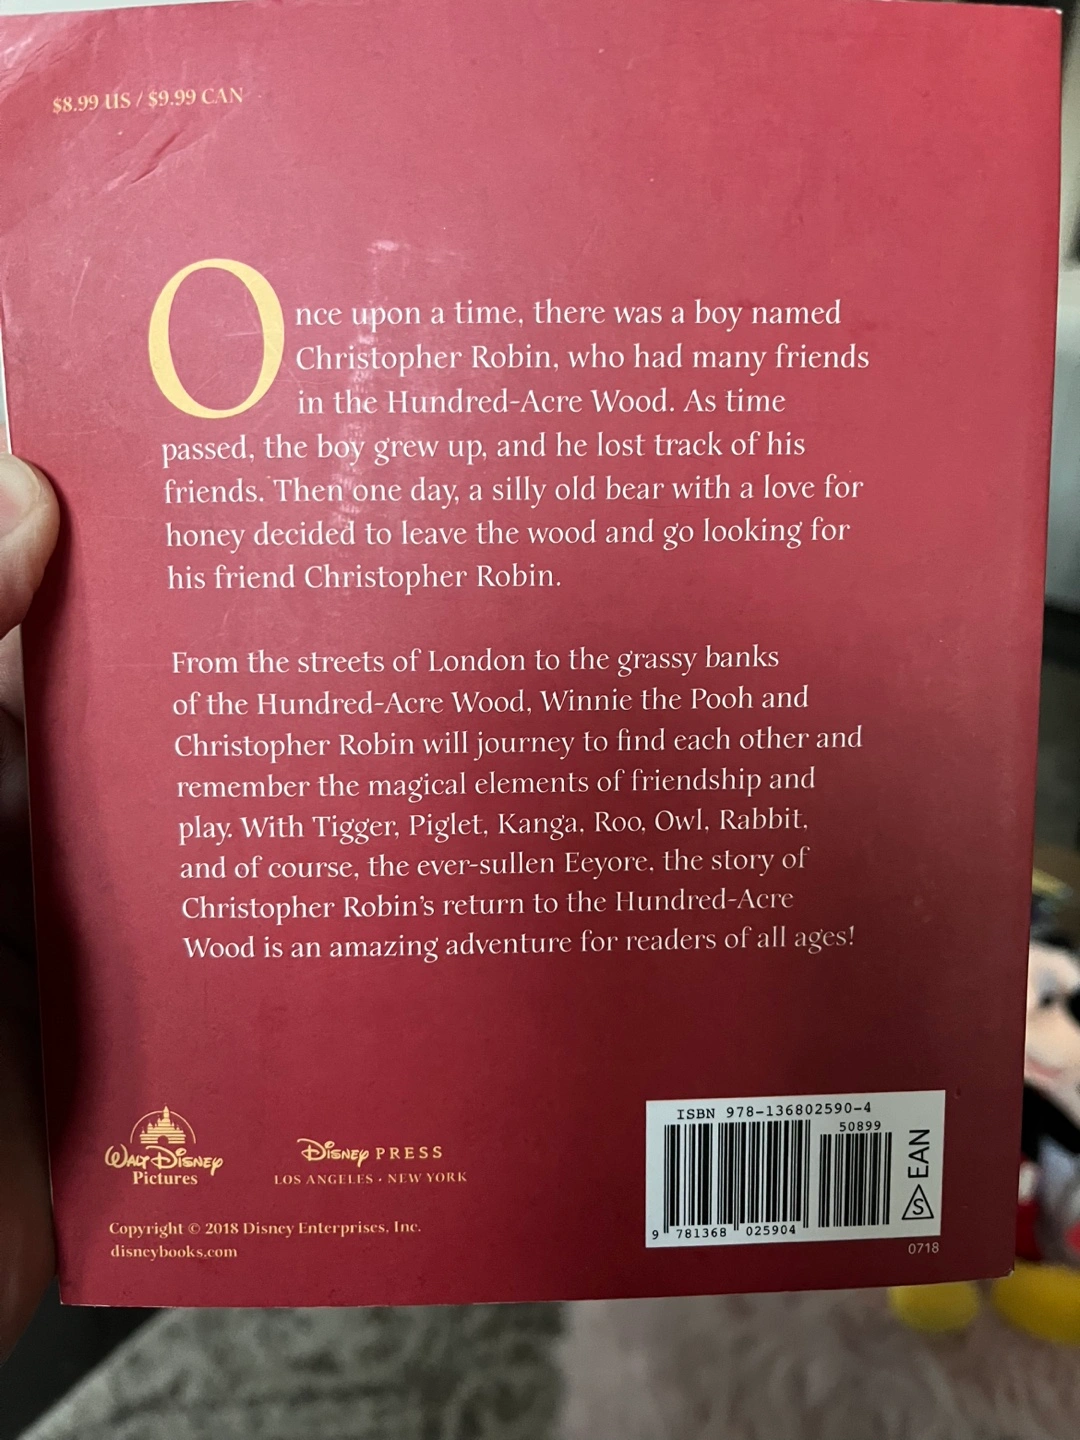 $8.99 US / $9.99 CAN
Once upon a time, there was a boy named
Christopher Robin, who had many friends
in the Hundred-Acre Wood. As time
passed, the boy grew up, and he lost track of his
friends. Then one day, a silly old bear with a love for
honey decided to leave the wood and go looking for
his friend Christopher Robin.
From the streets of London to the grassy banks
of the Hundred-Acre Wood, Winnie the Pooh and
Christopher Robin will journey to find each other and
remember the magical elements of friendship and
play. With Tigger, Piglet, Kanga, Roo, Owl, Rabbit,
and of course, the ever-sullen Eeyore, the story of
Christopher Robin's return to the Hundred-Acre
Wood is an amazing adventure for readers of all ages!
WALT DISNEY
Pictures
DISNEY PRESS
LOS ANGELES • NEW YORK
Copyright © 2018 Disney Enterprises, Inc.
disneybooks.com
ISBN 978-136802590-4
50899
9 781368 025904
S EAN
0718